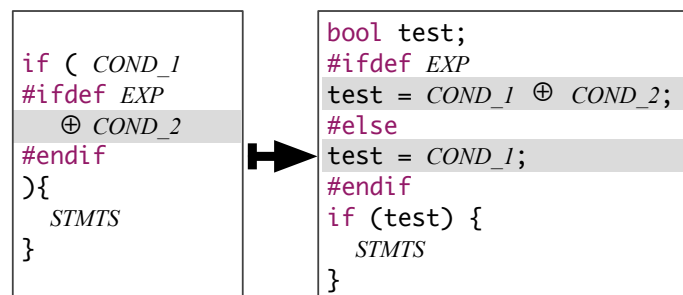 if ( COND_1
#ifdef EXP
⊕ COND_2
#endif
){
STMTS
}
bool test;
#ifdef EXP
test = COND_1 ⊕ COND_2;
#else
test = COND_1;
#endif
if (test) {
STMTS
}